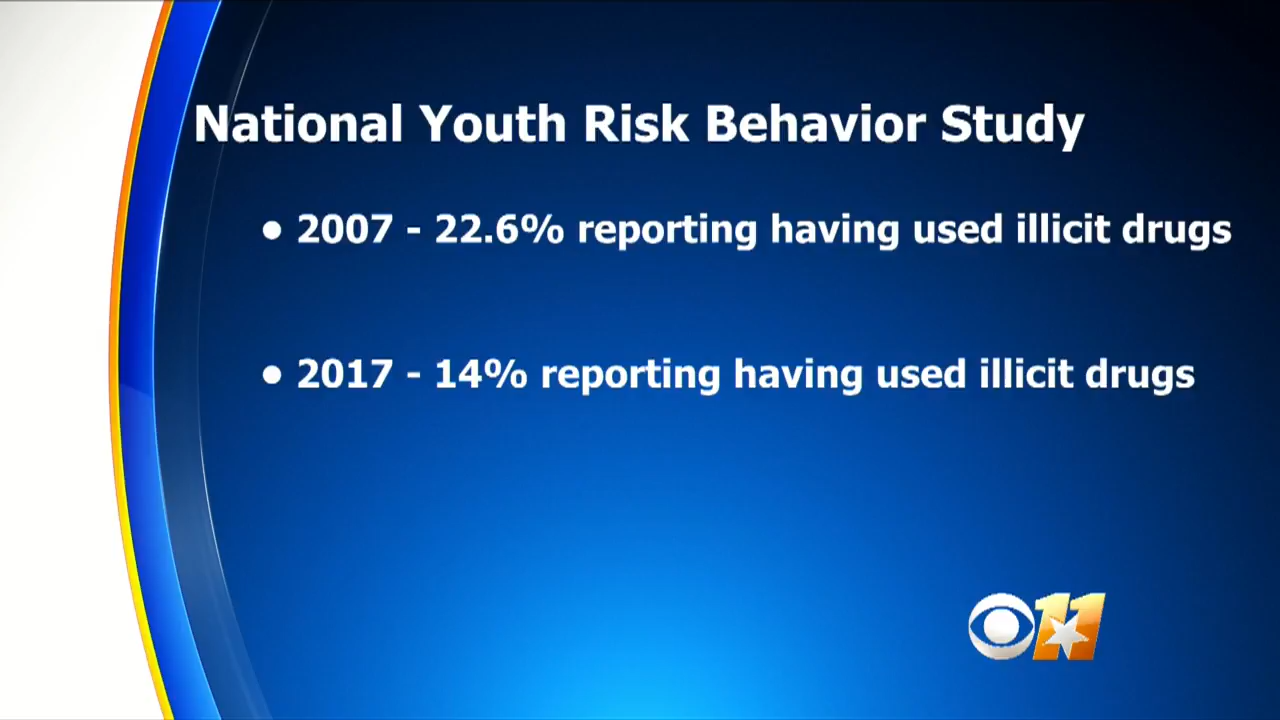 National Youth Risk Behavior Study
• 2007 - 22.6% reporting having used illicit drugs
• 2017 - 14% reporting having used illicit drugs
11